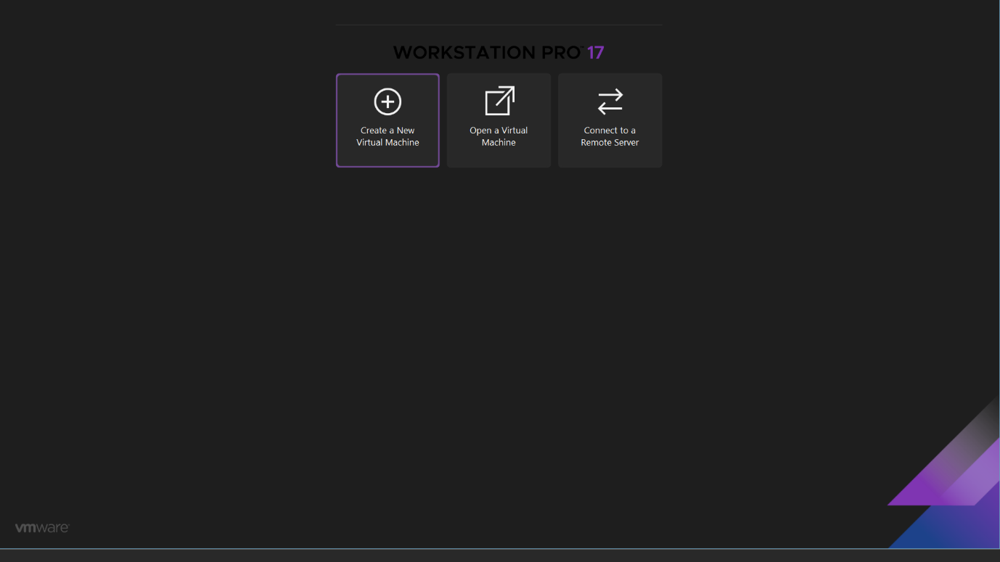 WORKSTATION PRO™ 17
Create a New
Virtual Machine
Open a Virtual
Machine
Connect to a
Remote Server
vmware®